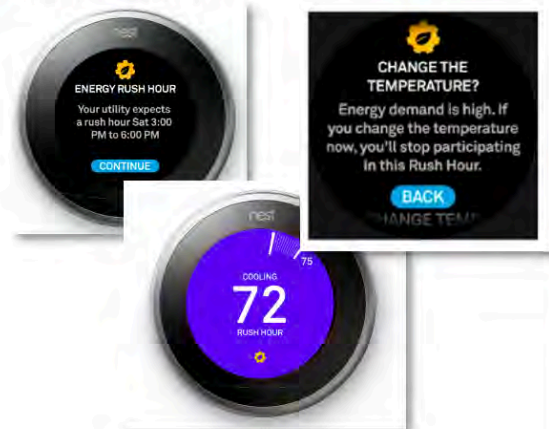 nest
ENERGY RUSH HOUR
Your utility expects
a rush hour Sat 3:00
PM to 6:00 PM
CONTINUE
CHANGE THE
TEMPERATURE?
Energy demand is high. If
you change the temperature
now, you'll stop participating
in this Rush Hour.
BACK
CHANGE TEM
nest
75
COOLING
72
RUSH HOUR